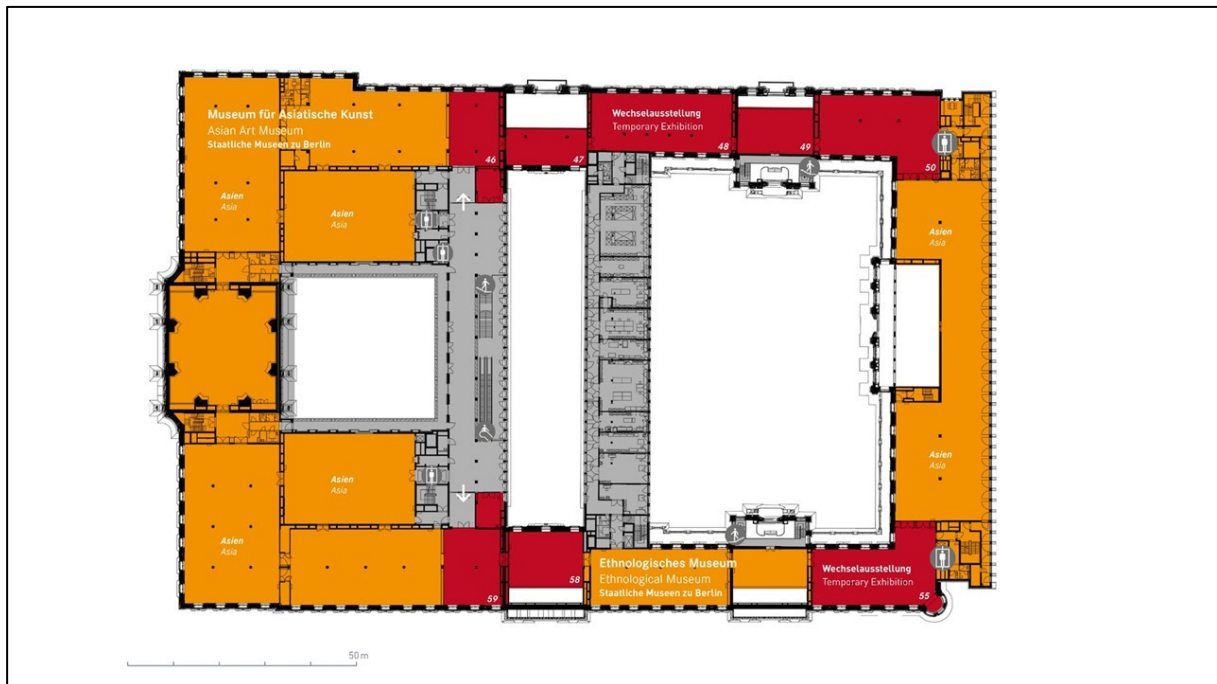 Museum für Asiatische Kunst
Asian Art Museum
Staatliche Museen zu Berlin
46
47
Wechselausstellung
Temporary Exhibition
48
49
50
Asien
Asia
Asien
Asia
Asien
Asia
Asien
Asia
Asien
Asia
Asien
Asia
Ethnologisches Museum
Ethnological Museum
Staatliche Museen zu Berlin
Wechselausstellung
Temporary Exhibition
58
59
55
50 m